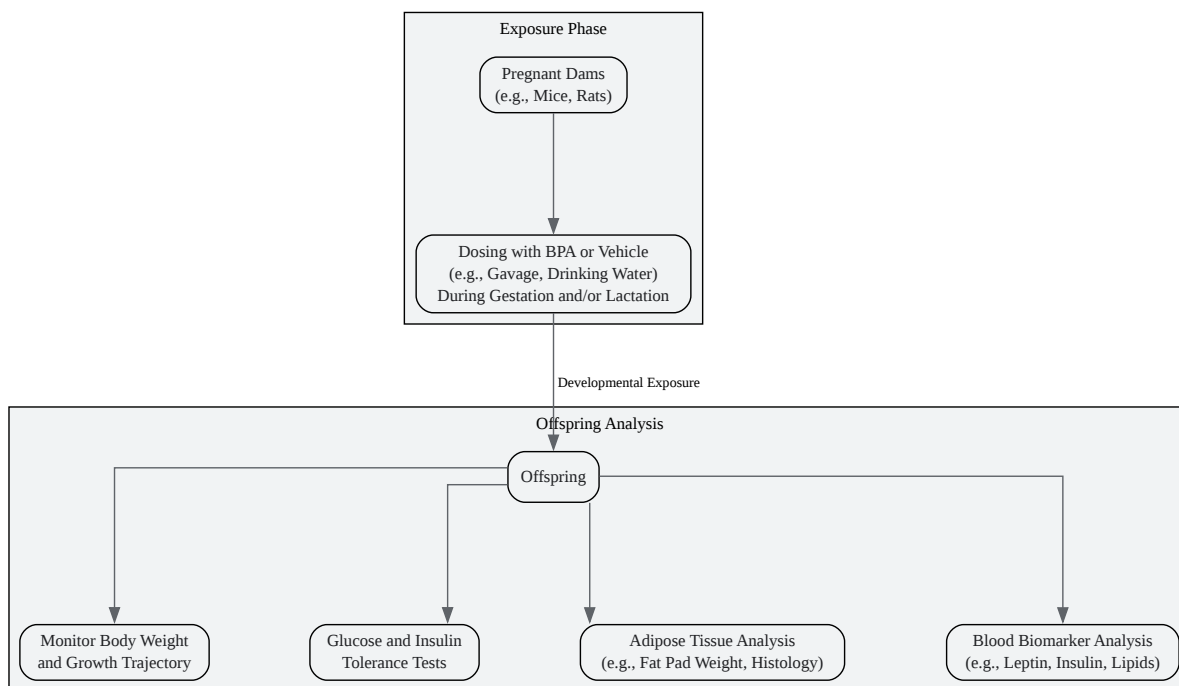 Exposure Phase
Pregnant Dams
(e.g., Mice, Rats)
Dosing with BPA or Vehicle
(e.g., Gavage, Drinking Water)
During Gestation and/or Lactation
Developmental Exposure
Offspring Analysis
Offspring
Monitor Body Weight
and Growth Trajectory
Glucose and Insulin
Tolerance Tests
Adipose Tissue Analysis
(e.g., Fat Pad Weight, Histology)
Blood Biomarker Analysis
(e.g., Leptin, Insulin, Lipids)